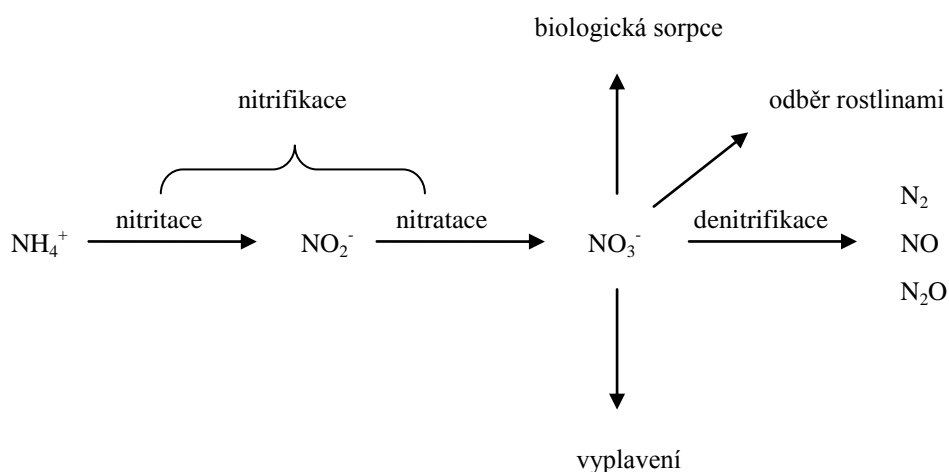 biologická sorpce
nitrifikace
odběr rostlinami
nitritace
nitratace
denitrifikace
NH₄⁺
NO₂⁻
NO₃⁻
N₂
NO
N₂O
vyplavení